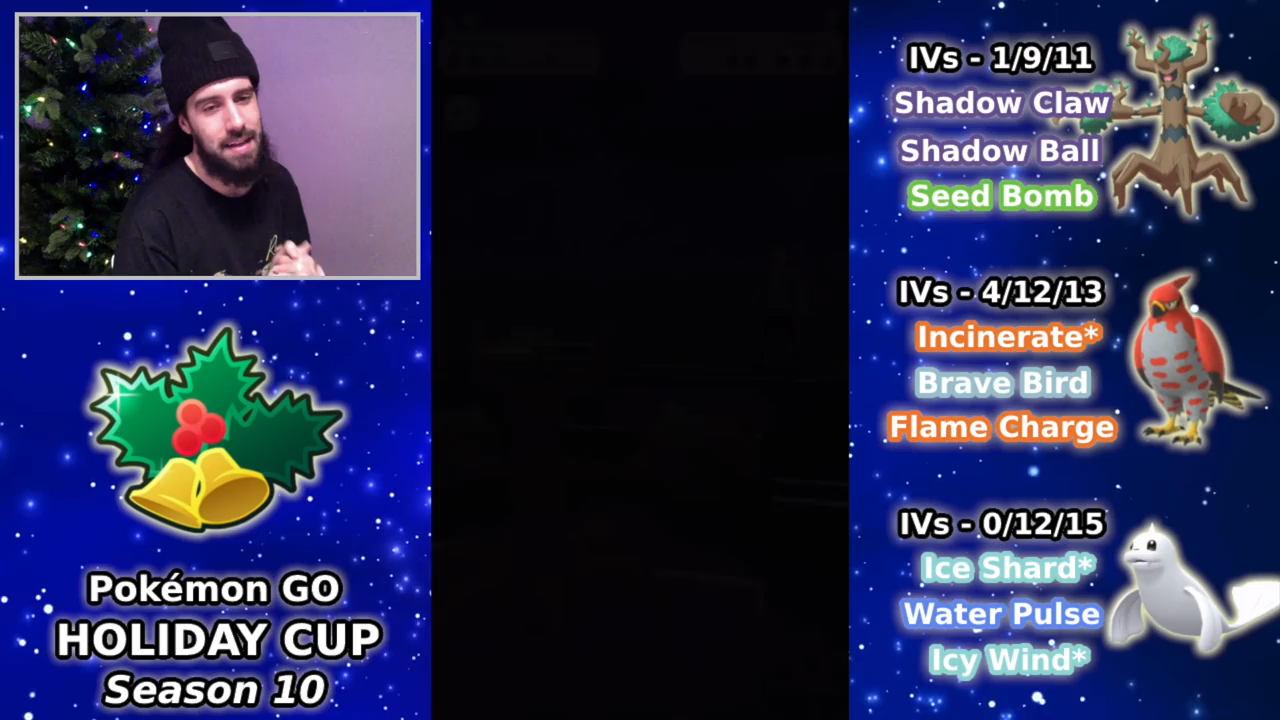 Pokémon GO
HOLIDAY CUP
Season 10
IVs - 1/9/11
Shadow Claw
Shadow Ball
Seed Bomb
IVs - 4/12/13
Incinerate*
Brave Bird
Flame Charge
IVs - 0/12/15
Ice Shard*
Water Pulse
Icy Wind*